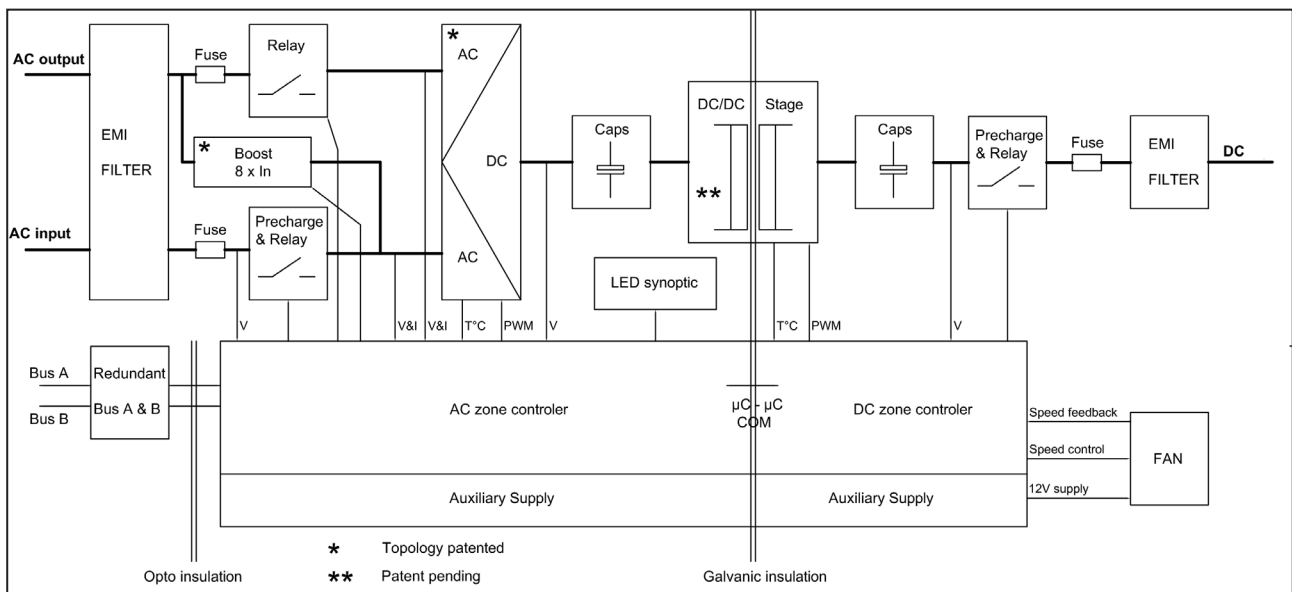 AC output
EMI
FILTER
AC input
Fuse
Relay
*
Boost
8 x In
Fuse
Precharge
& Relay
*
AC
DC
AC
Caps
DC/DC
Stage
**
Caps
Precharge
& Relay
Fuse
EMI
FILTER
DC
LED synoptic
V
V&I
V&I
T°C
PWM
V
T°C
PWM
V
Bus A
Bus B
Redundant
Bus A & B
AC zone controler
µC - µC
COM
DC zone controler
Speed feedback
Speed control
12V supply
FAN
Auxiliary Supply
Auxiliary Supply
* Topology patented
** Patent pending
Opto insulation
Galvanic insulation